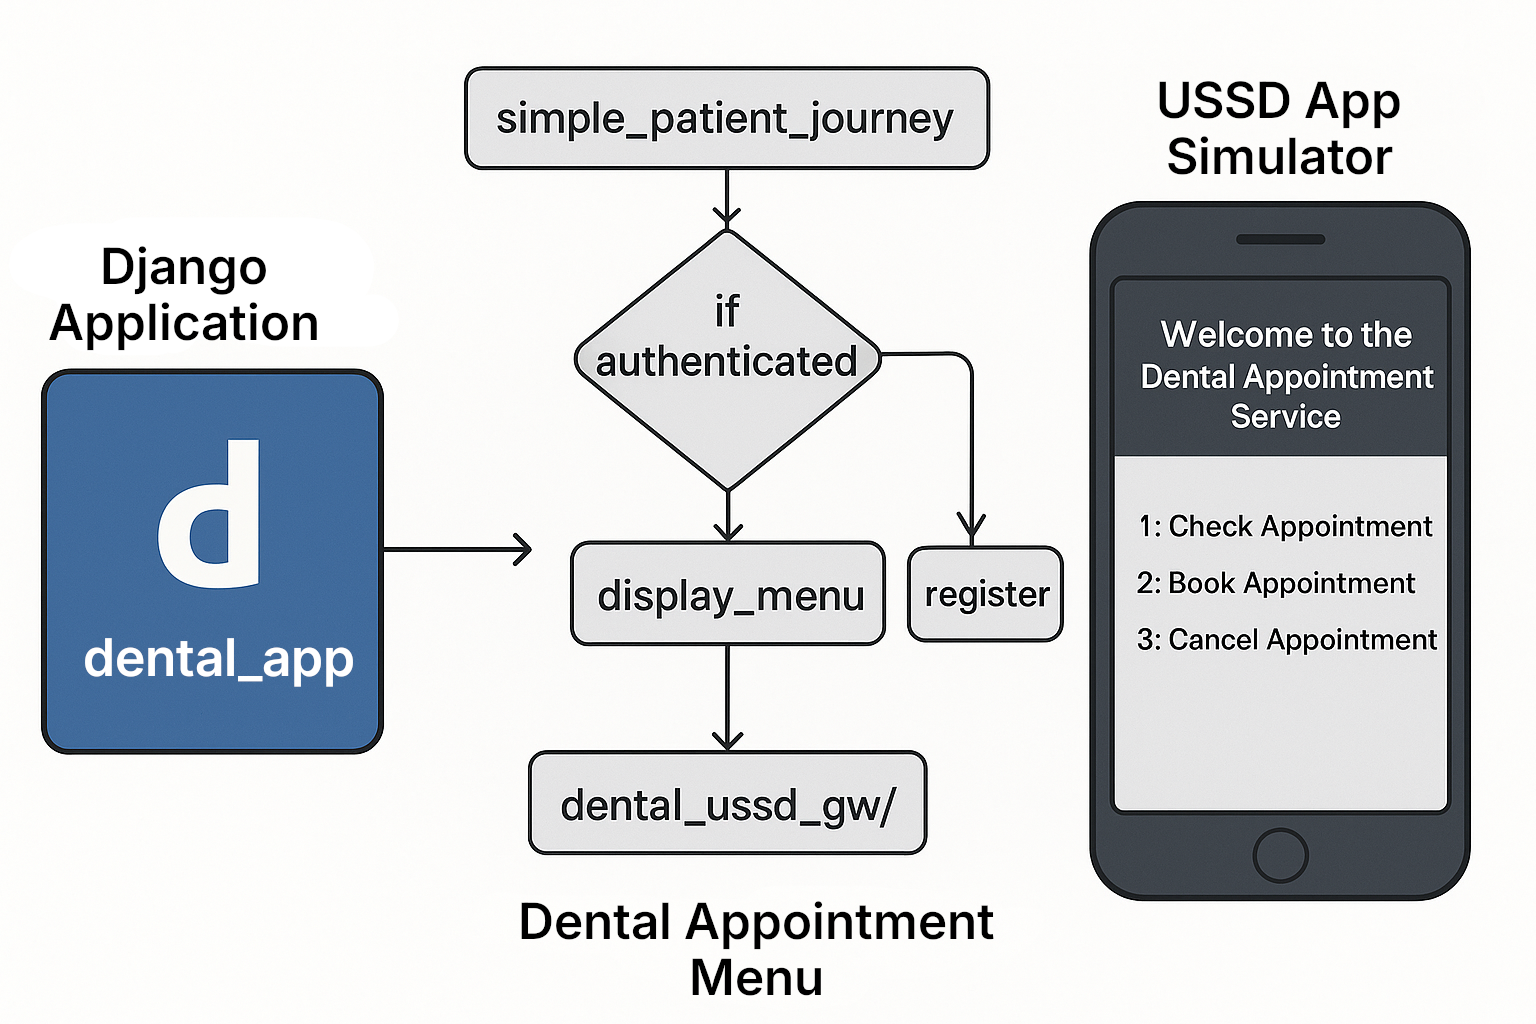 Django
Application
d
dental_app
simple_patient_journey
if
authenticated
display_menu
register
dental_ussd_gw/
Dental Appointment
Menu
USSD App
Simulator
Welcome to the
Dental Appointment
Service
1: Check Appointment
2: Book Appointment
3: Cancel Appointment